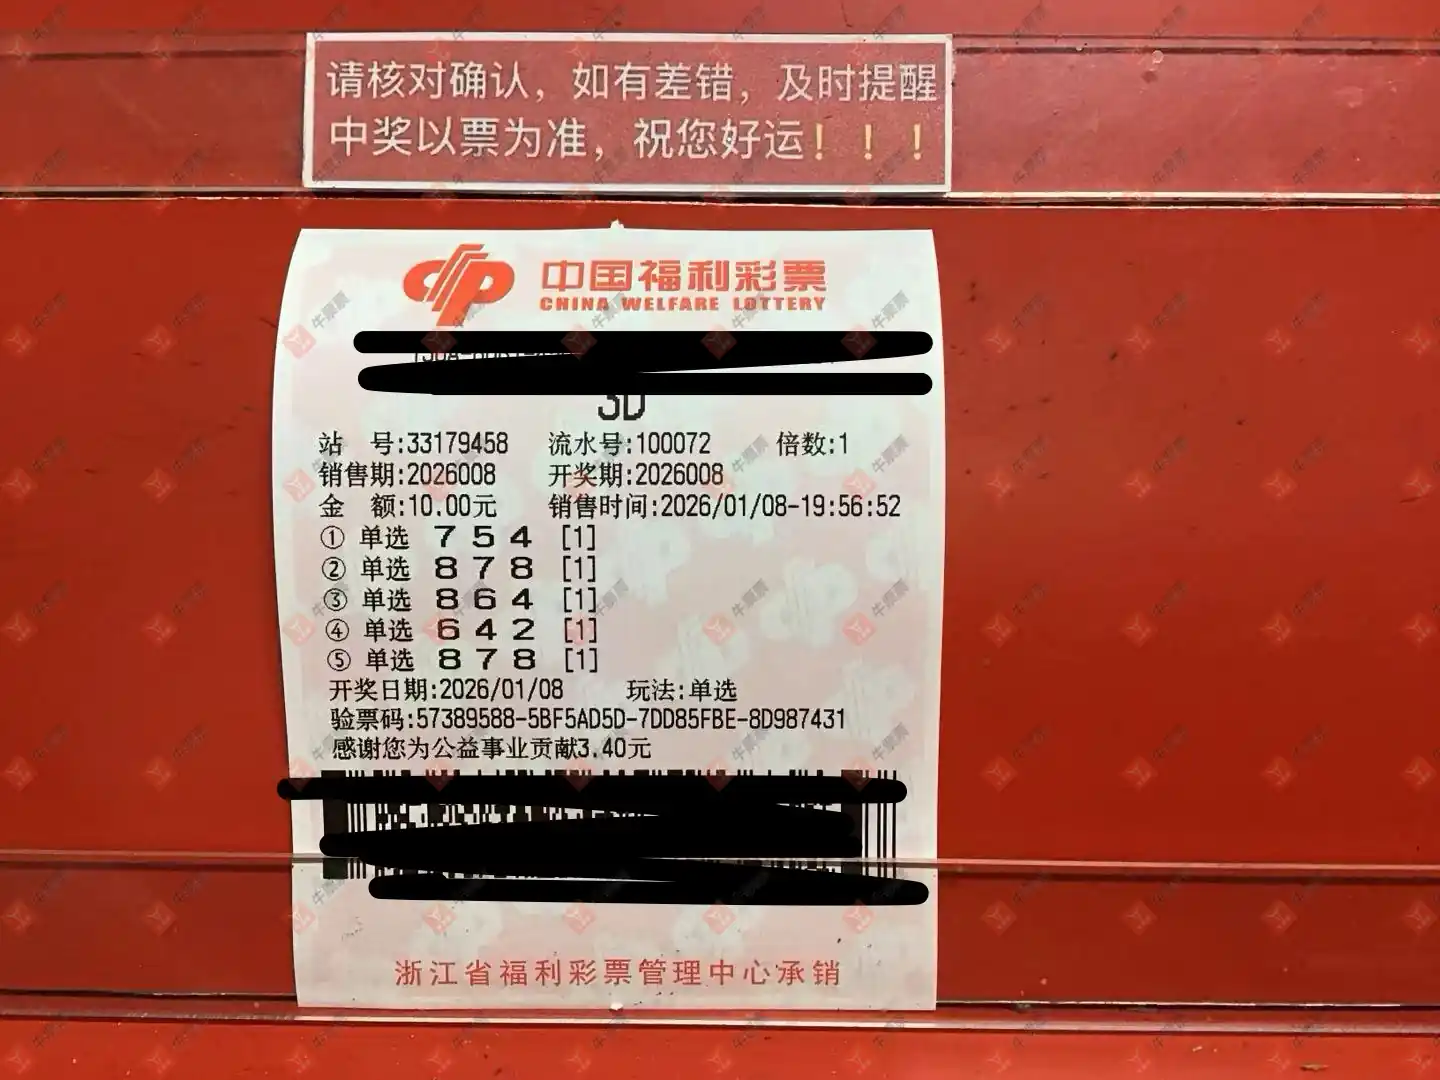 请核对确认，如有差错，及时提醒
中奖以票为准，祝您好运！！！
中国福利彩票
CHINA WELFARE LOTTERY
3D
站 号:33179458 流水号:100072 倍数:1
销售期:2026008 开奖期:2026008
金 额:10.00元 销售时间:2026/01/08-19:56:52
① 单选 7 5 4 [1]
② 单选 8 7 8 [1]
③ 单选 8 6 4 [1]
④ 单选 6 4 2 [1]
⑤ 单选 8 7 8 [1]
开奖日期:2026/01/08 玩法:单选
验票码:57389588-5BF5AD5D-7DD85FBE-8D987431
感谢您为公益事业贡献3.40元
浙江省福利彩票管理中心承销
牛票票